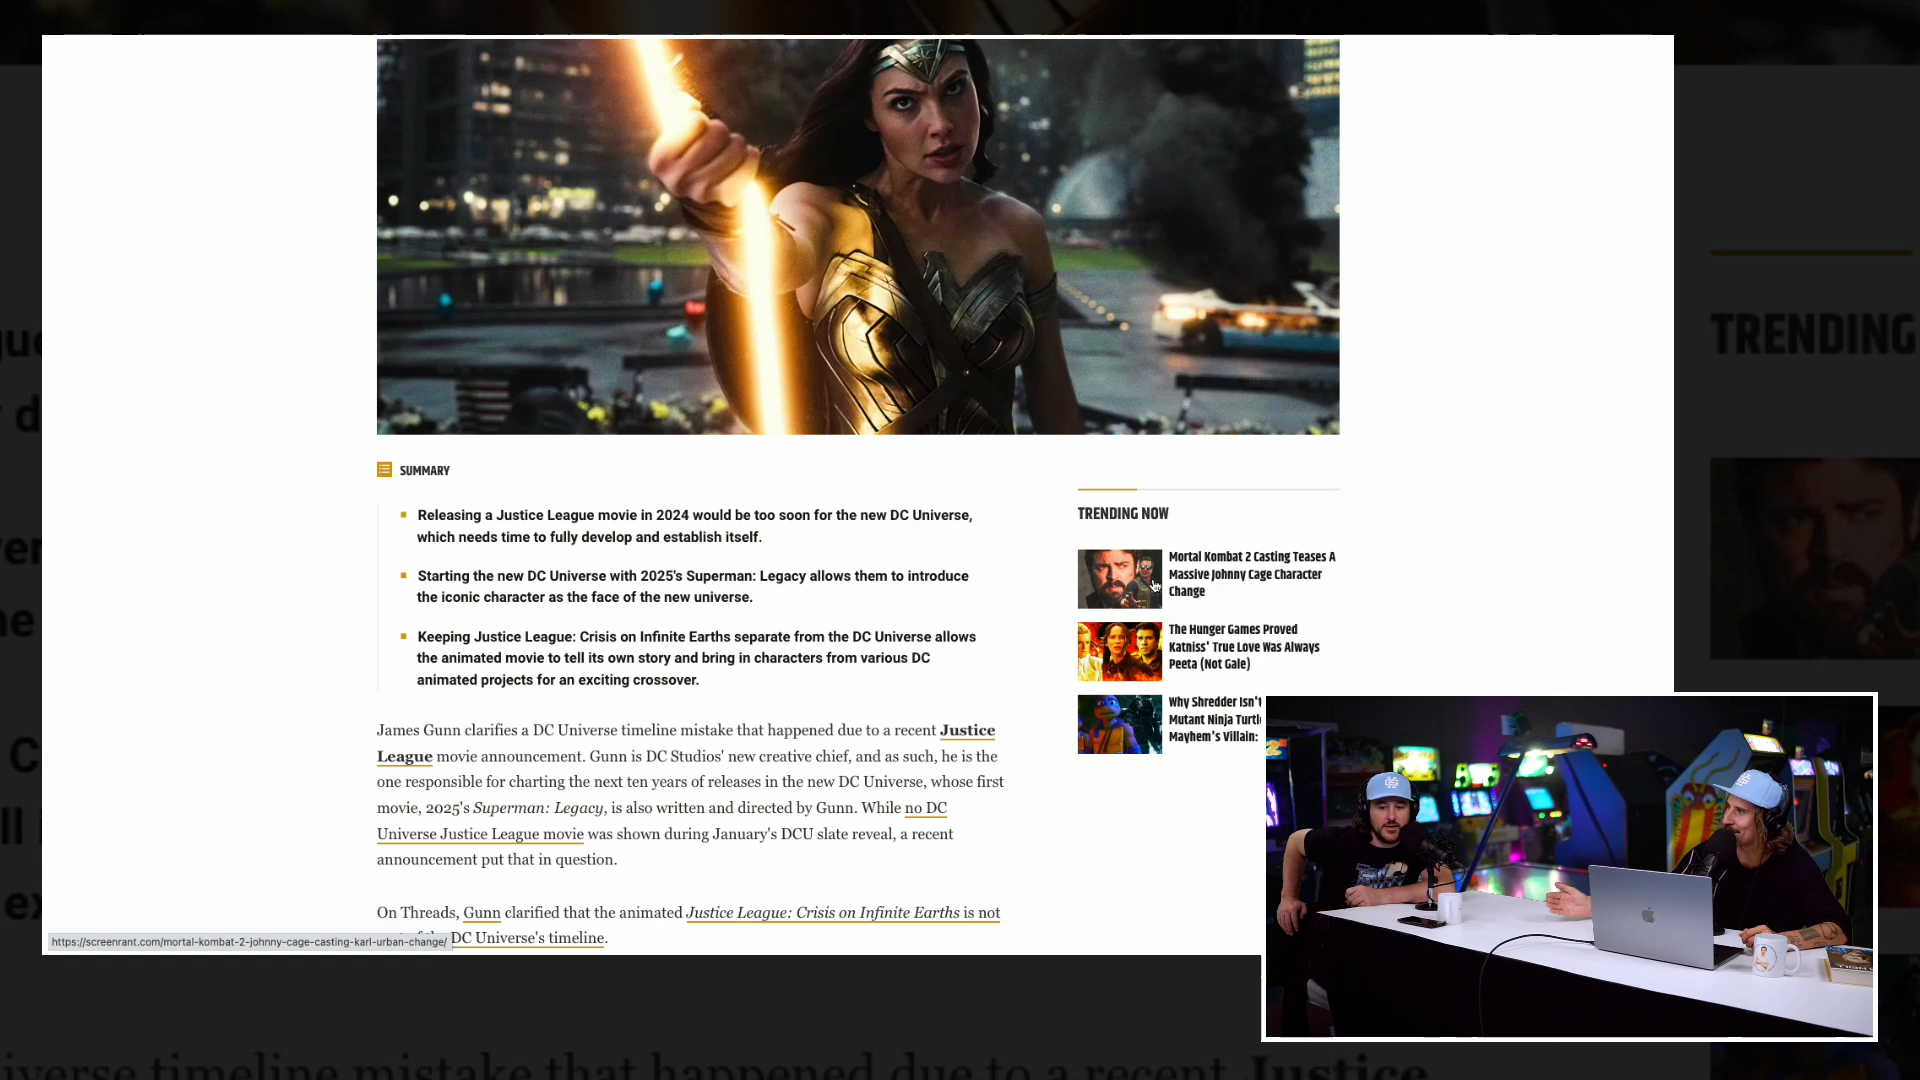 SUMMARY
Releasing a Justice League movie in 2024 would be too soon for the new DC Universe,
which needs time to fully develop and establish itself.
Starting the new DC Universe with 2025's Superman: Legacy allows them to introduce
the iconic character as the face of the new universe.
Keeping Justice League: Crisis on Infinite Earths separate from the DC Universe allows
the animated movie to tell its own story and bring in characters from various DC
animated projects for an exciting crossover.
James Gunn clarifies a DC Universe timeline mistake that happened due to a recent Justice
League movie announcement. Gunn is DC Studios' new creative chief, and as such, he is the
one responsible for charting the next ten years of releases in the new DC Universe, whose first
movie, 2025's Superman: Legacy, is also written and directed by Gunn. While no DC
Universe Justice League movie was shown during January's DCU slate reveal, a recent
announcement put that in question.
On Threads, Gunn clarified that the animated Justice League: Crisis on Infinite Earths is not
DC Universe's timeline.
https://screenrant.com/mortal-kombat-2-johnny-cage-casting-karl-urban-change/
TRENDING NOW
Mortal Kombat 2 Casting Teases A
Massive Johnny Cage Character
Change
The Hunger Games Proved
Katniss' True Love Was Always
Peeta (Not Gale)
Why Shredder Isn't
Mutant Ninja Turtl
Mayhem's Villain:
TRENDING
iverse timeline mistake that happened due to a recent Justice